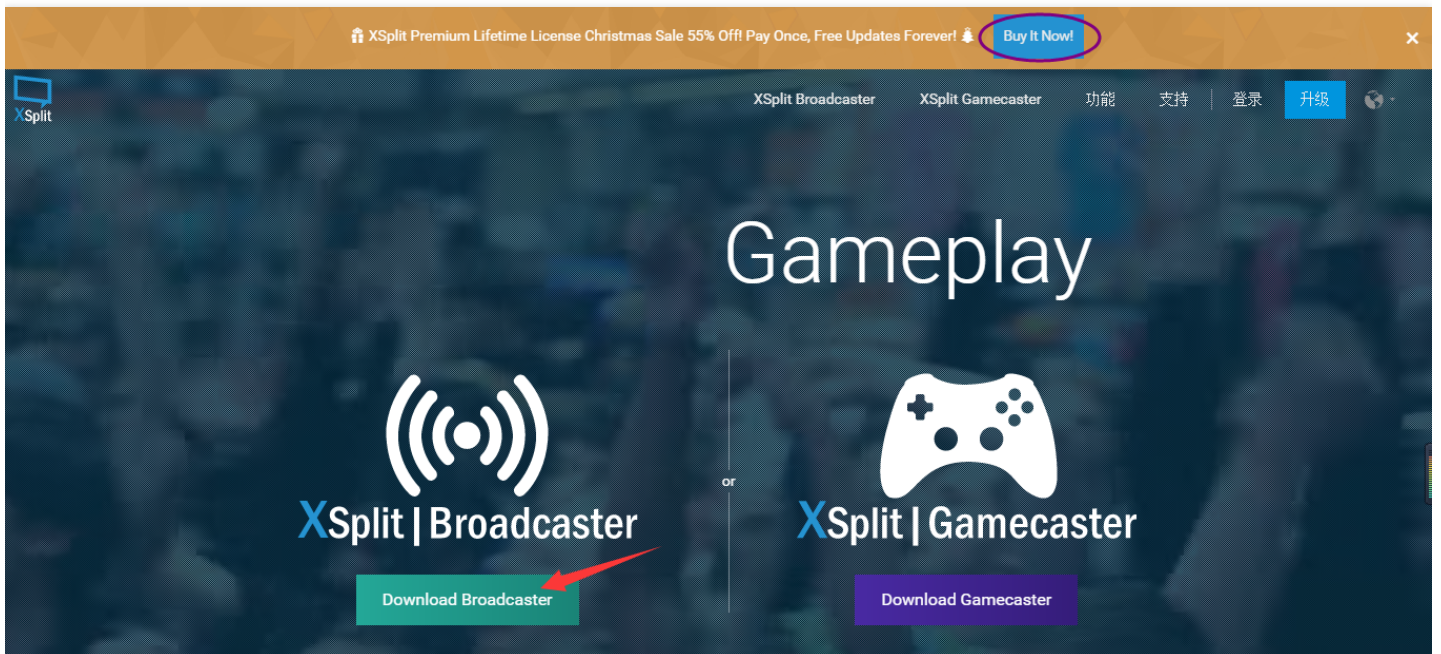 XSplit Premium Lifetime License Christmas Sale 55% Off! Pay Once, Free Updates Forever! Buy It Now!
XSplit
XSplit Broadcaster XSplit Gamecaster 功能 支持 登录 升级
Gameplay
or
XSplit | Broadcaster
XSplit | Gamecaster
Download Broadcaster
Download Gamecaster